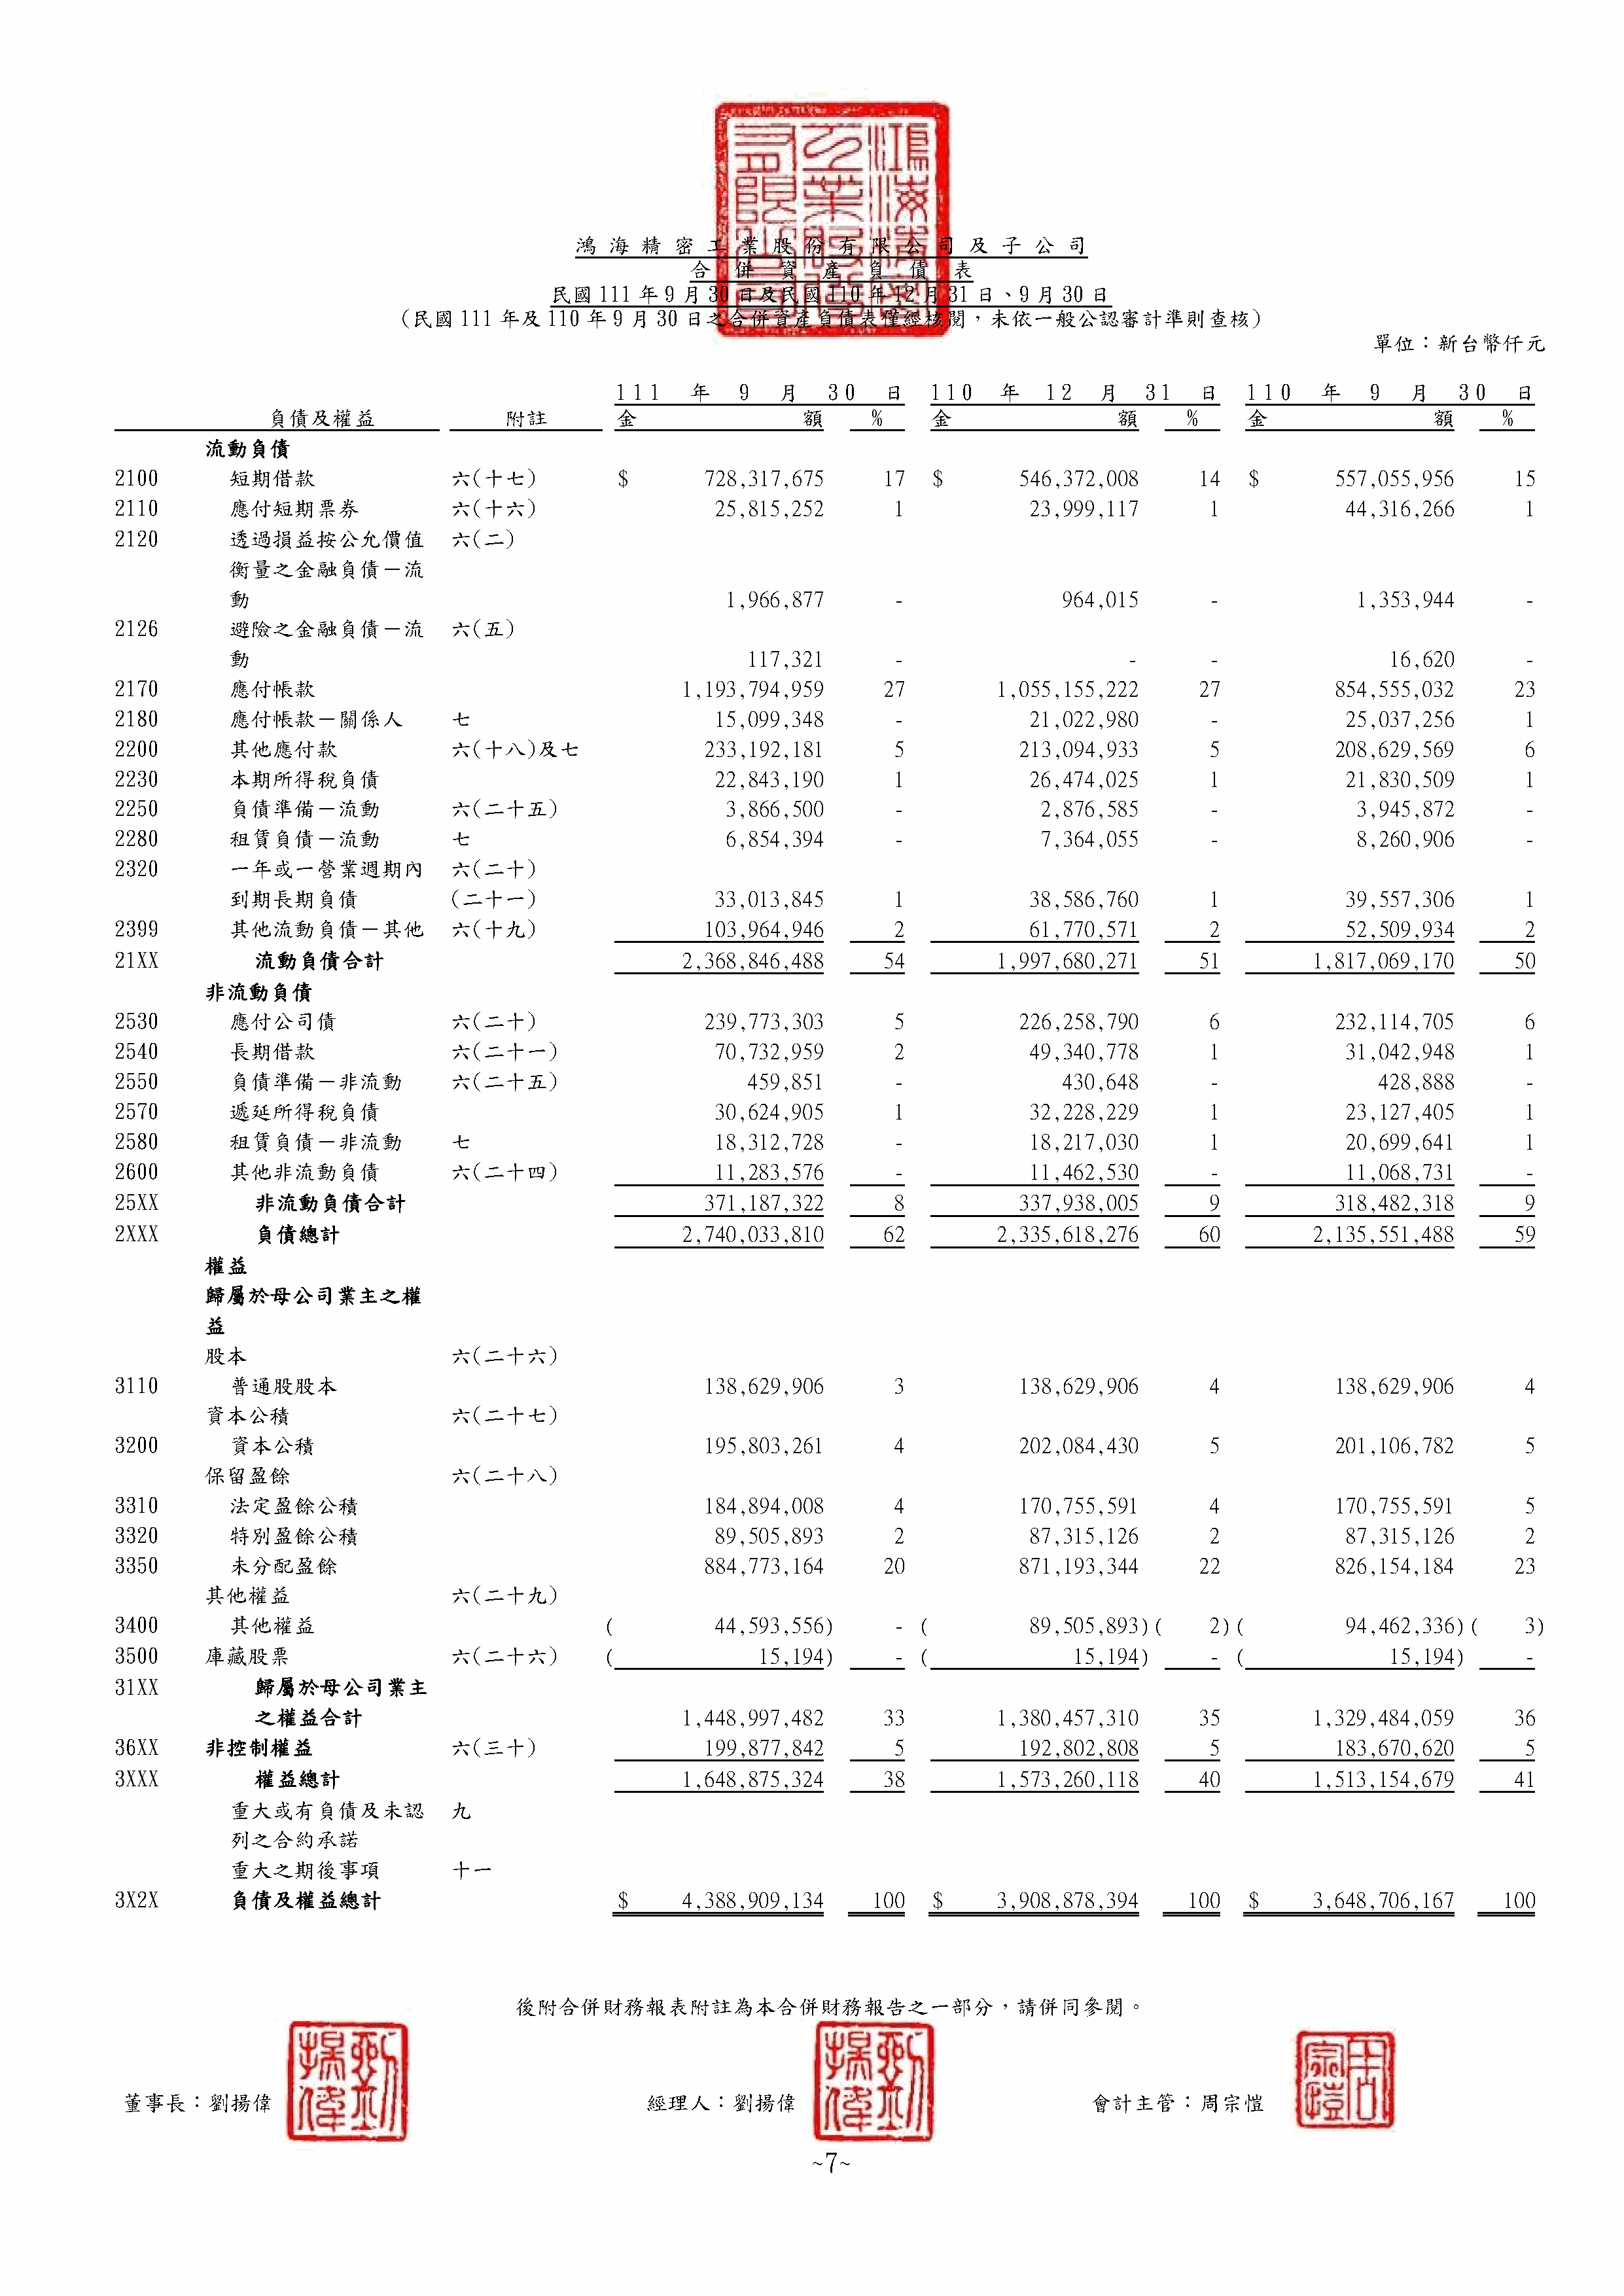 鴻海精密工業股份有限公司及子公司
合併資產負債表
民國111年9月30日及民國110年12月31日、9月30日
（民國111年及110年9月30日之合併資產負債表僅經核閱，未依一般公認審計準則查核）
單位：新台幣仟元
111年9月30日 110年12月31日 110年9月30日
負債及權益 附註 金額 % 金額 % 金額 %
流動負債
2100 短期借款 六(十七) $ 728,317,675 17 $ 546,372,008 14 $ 557,055,956 15
2110 應付短期票券 六(十六) 25,815,252 1 23,999,117 1 44,316,266 1
2120 透過損益按公允價值 六(二)
衡量之金融負債－流
動 1,966,877 - 964,015 - 1,353,944 -
2126 避險之金融負債－流 六(五)
動 117,321 - - - 16,620 -
2170 應付帳款 1,193,794,959 27 1,055,155,222 27 854,555,032 23
2180 應付帳款－關係人 七 15,099,348 - 21,022,980 - 25,037,256 1
2200 其他應付款 六(十八)及七 233,192,181 5 213,094,933 5 208,629,569 6
2230 本期所得稅負債 22,843,190 1 26,474,025 1 21,830,509 1
2250 負債準備－流動 六(二十五) 3,866,500 - 2,876,585 - 3,945,872 -
2280 租賃負債－流動 七 6,854,394 - 7,364,055 - 8,260,906 -
2320 一年或一營業週期內 六(二十)
到期長期負債 (二十一) 33,013,845 1 38,586,760 1 39,557,306 1
2399 其他流動負債－其他 六(十九) 103,964,946 2 61,770,571 2 52,509,934 2
21XX 流動負債合計 2,368,846,488 54 1,997,680,271 51 1,817,069,170 50
非流動負債
2530 應付公司債 六(二十) 239,773,303 5 226,258,790 6 232,114,705 6
2540 長期借款 六(二十一) 70,732,959 2 49,340,778 1 31,042,948 1
2550 負債準備－非流動 六(二十五) 459,851 - 430,648 - 428,888 -
2570 遞延所得稅負債 30,624,905 1 32,228,229 1 23,127,405 1
2580 租賃負債－非流動 七 18,312,728 - 18,217,030 1 20,699,641 1
2600 其他非流動負債 六(二十四) 11,283,576 - 11,462,530 - 11,068,731 -
25XX 非流動負債合計 371,187,322 8 337,938,005 9 318,482,318 9
2XXX 負債總計 2,740,033,810 62 2,335,618,276 60 2,135,551,488 59
權益
歸屬於母公司業主之權
益
股本 六(二十六)
3110 普通股股本 138,629,906 3 138,629,906 4 138,629,906 4
資本公積 六(二十七)
3200 資本公積 195,803,261 4 202,084,430 5 201,106,782 5
保留盈餘 六(二十八)
3310 法定盈餘公積 184,894,008 4 170,755,591 4 170,755,591 5
3320 特別盈餘公積 89,505,893 2 87,315,126 2 87,315,126 2
3350 未分配盈餘 884,773,164 20 871,193,344 22 826,154,184 23
其他權益 六(二十九)
3400 其他權益 ( 44,593,556) - ( 89,505,893)( 2)( 94,462,336)( 3)
3500 庫藏股票 六(二十六) ( 15,194) - ( 15,194) - ( 15,194) -
31XX 歸屬於母公司業主
之權益合計 1,448,997,482 33 1,380,457,310 35 1,329,484,059 36
36XX 非控制權益 六(三十) 199,877,842 5 192,802,808 5 183,670,620 5
3XXX 權益總計 1,648,875,324 38 1,573,260,118 40 1,513,154,679 41
重大或有負債及未認 九
列之合約承諾
重大之期後事項 十一
3X2X 負債及權益總計 $ 4,388,909,134 100 $ 3,908,878,394 100 $ 3,648,706,167 100
後附合併財務報表附註為本合併財務報告之一部分，請併同參閱。
董事長：劉揚偉 經理人：劉揚偉 會計主管：周宗愷
~7~